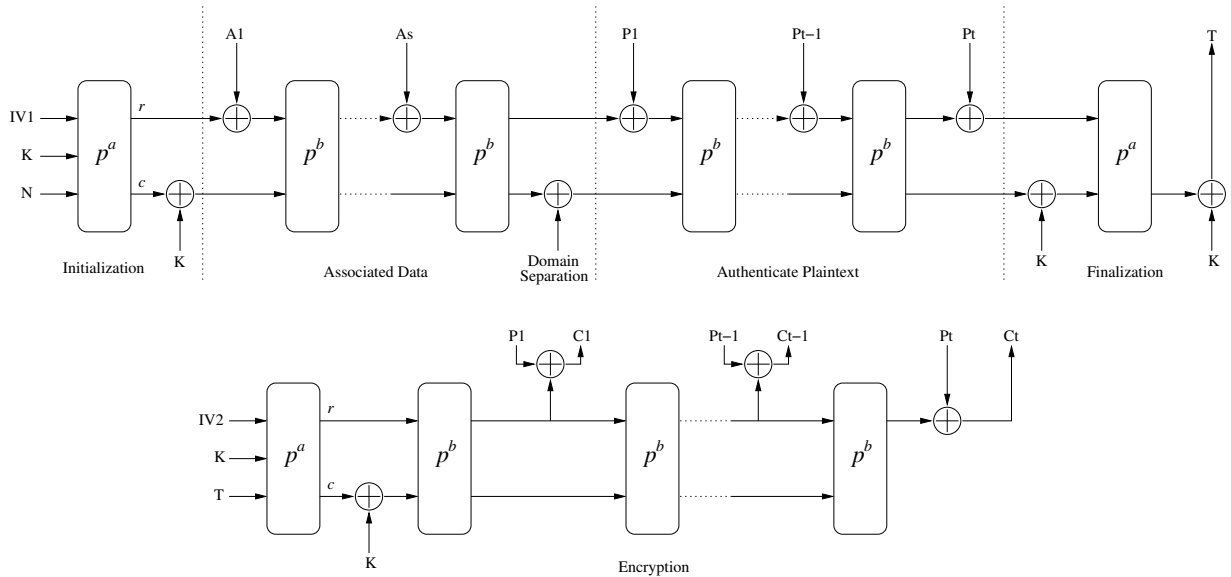 A1 As P1 Pt−1 Pt T
IV1 K N
p^a r c
p^b p^b p^b p^b p^a
K K K
Initialization Associated Data Domain Separation Authenticate Plaintext Finalization
P1 C1 Pt−1 Ct−1 Pt Ct
IV2 K T
p^a r c
p^b p^b p^b
K
Encryption